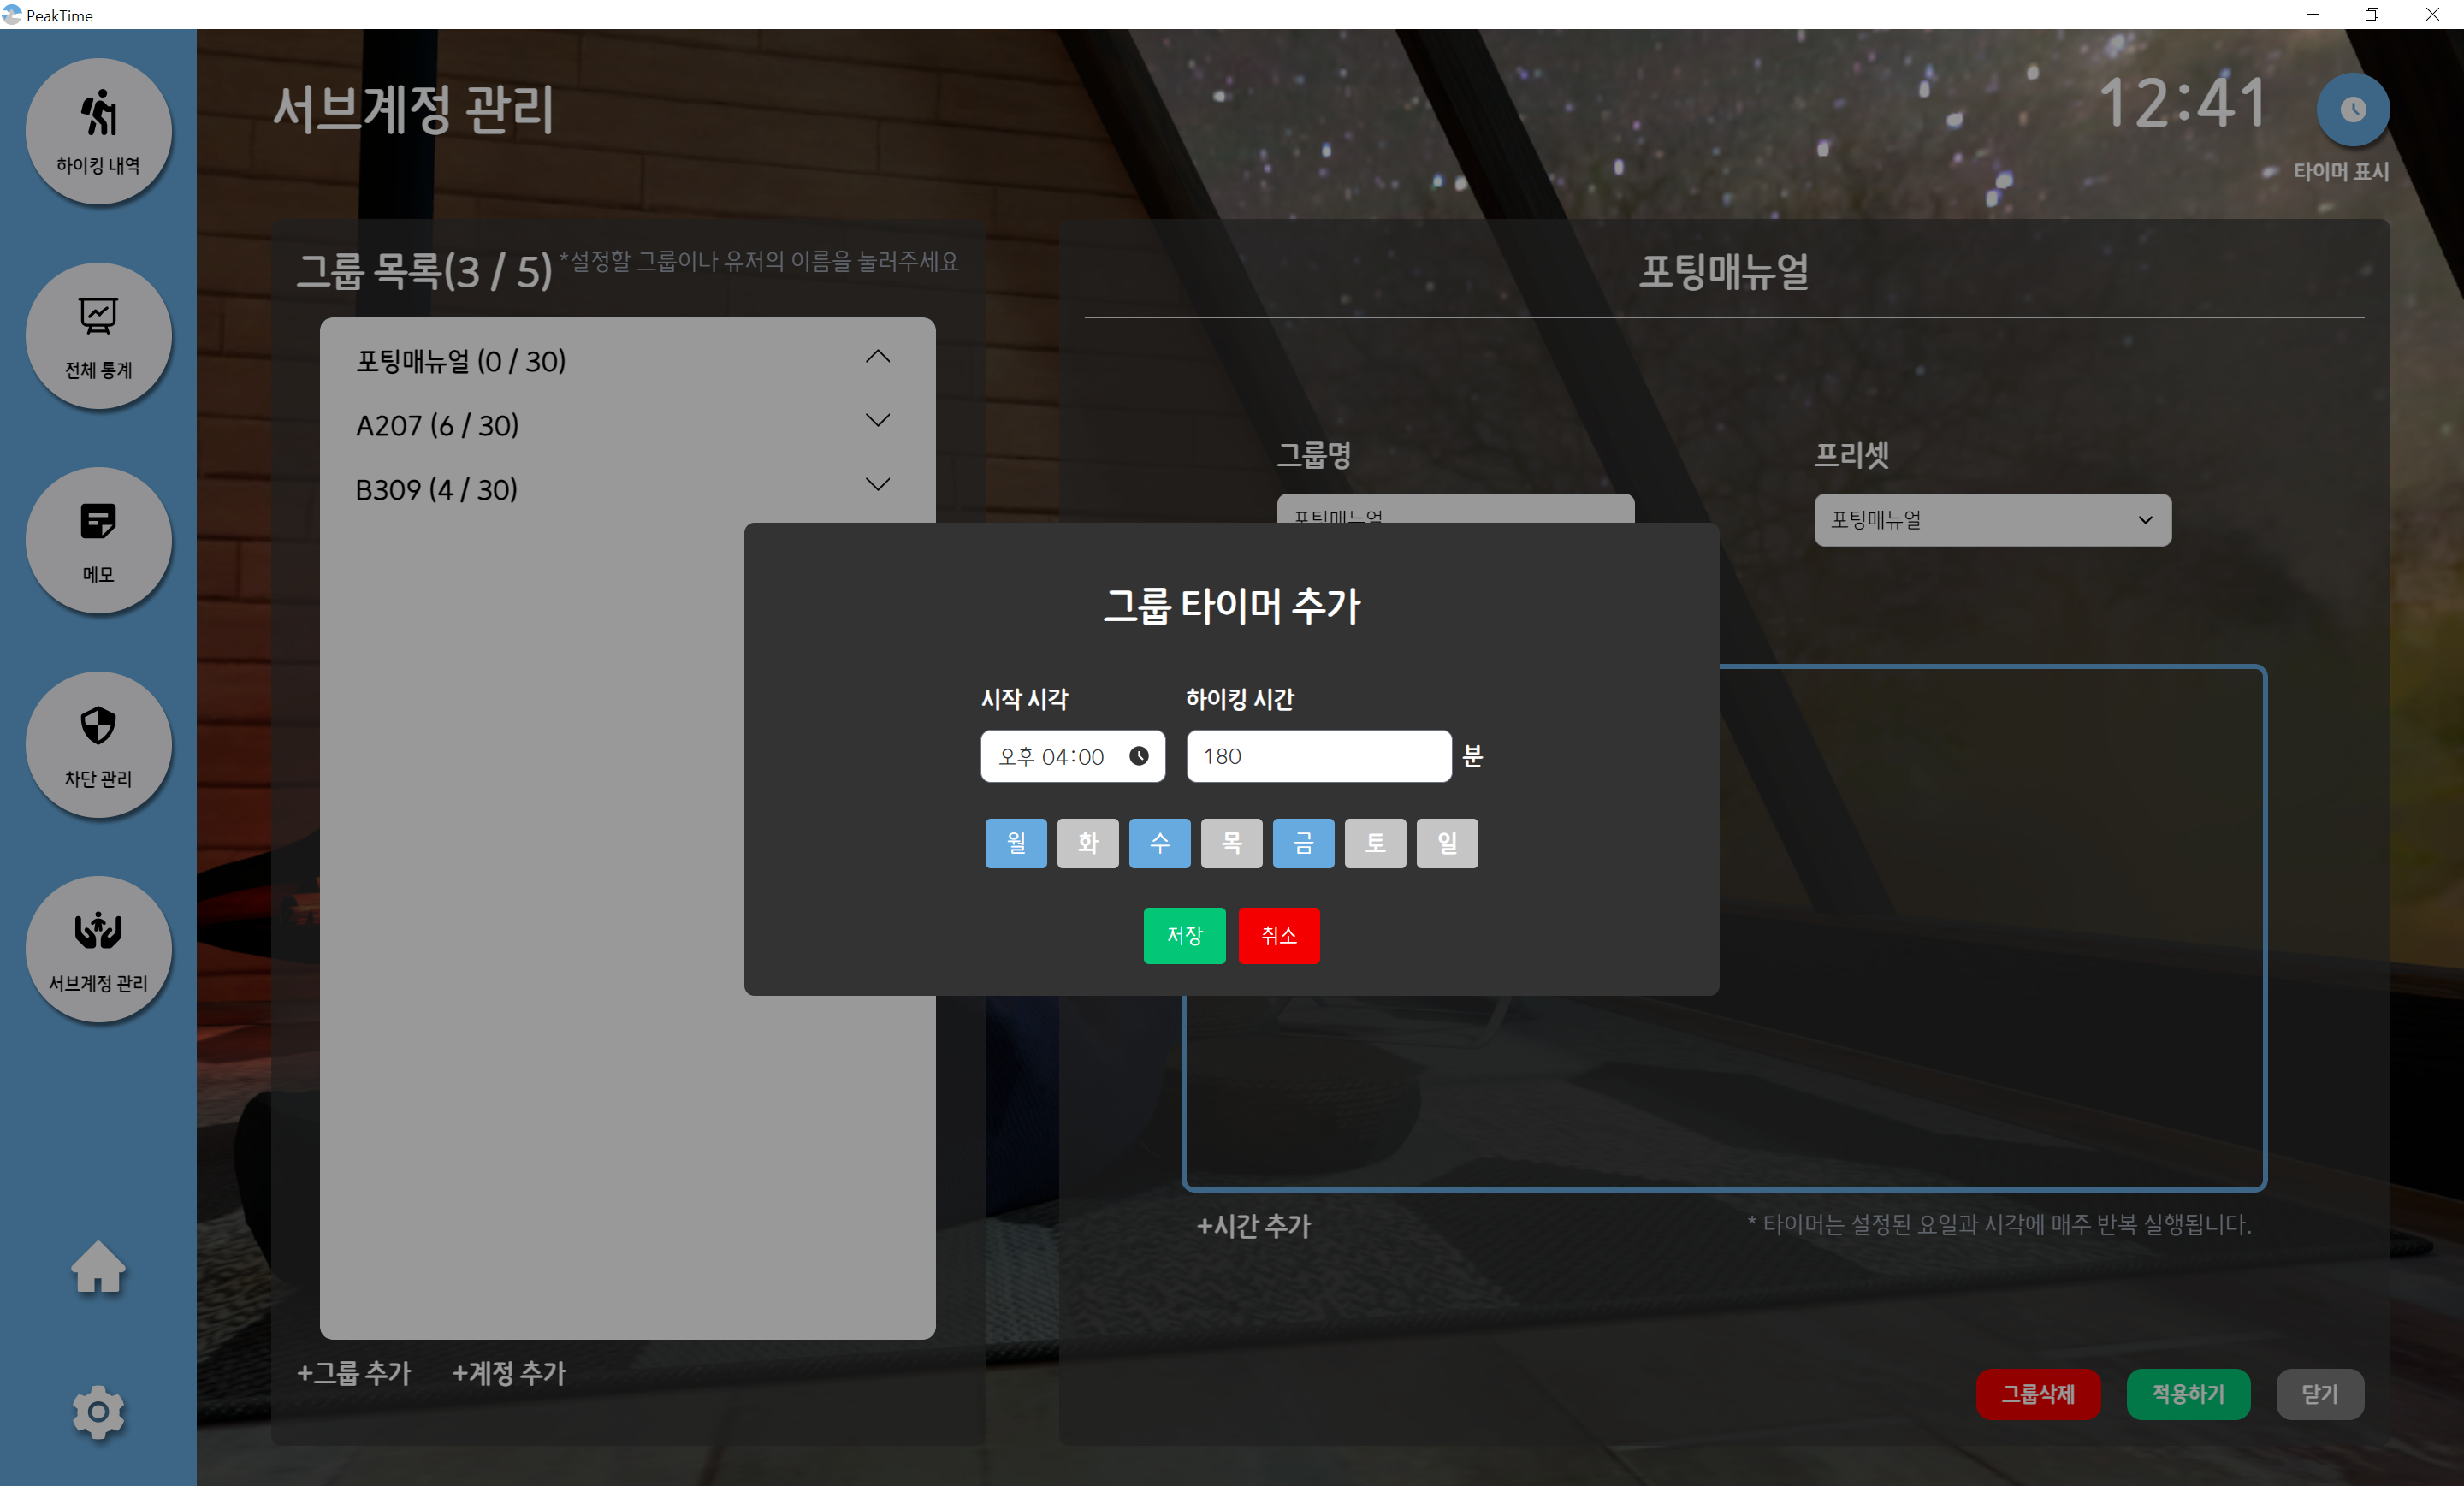 PeakTime
하이킹 내역
전체 통계
메모
차단 관리
서브계정 관리
서브계정 관리
12:41
타이머 표시
그룹 목록(3 / 5) *설정할 그룹이나 유저의 이름을 눌러주세요
포팅매뉴얼 (0 / 30)
A207 (6 / 30)
B309 (4 / 30)
+그룹 추가 +계정 추가
포팅매뉴얼
그룹명 프리셋
포팅매뉴얼 포팅매뉴얼
그룹 타이머 추가
시작 시각 하이킹 시간
오후 04:00 180 분
월 화 수 목 금 토 일
저장 취소
+시간 추가 * 타이머는 설정된 요일과 시각에 매주 반복 실행됩니다.
그룹삭제 적용하기 닫기